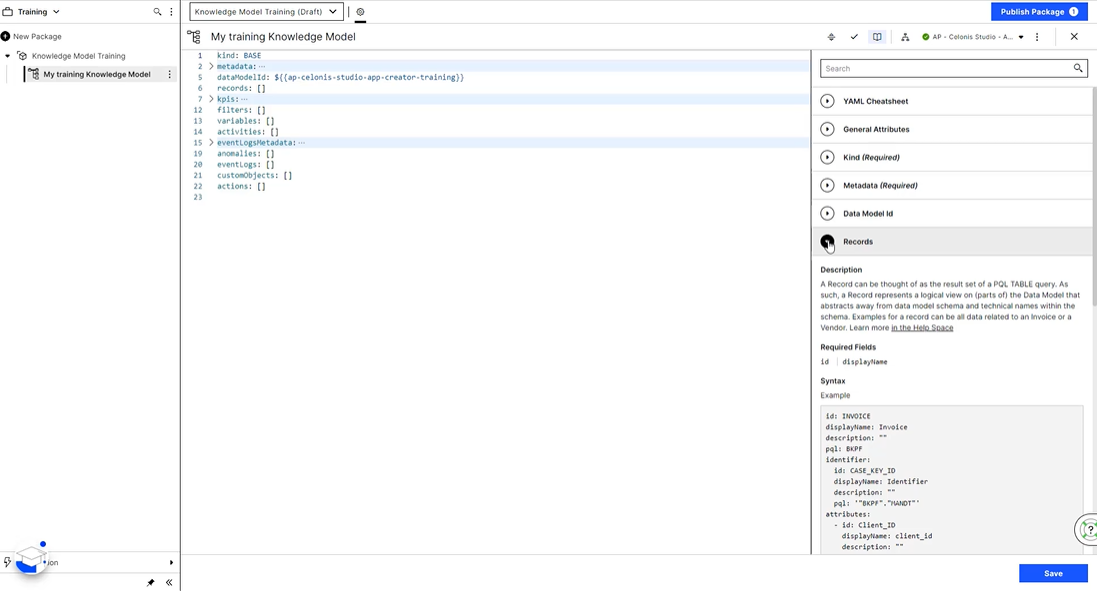 Training
New Package
Knowledge Model Training
My training Knowledge Model
ion
Knowledge Model Training (Draft)
Publish Package 1
My training Knowledge Model
AP - Celonis Studio - A...
1 kind: BASE
2 metadata: ...
5 dataModelId: ${{ap-celonis-studio-app-creator-training}}
6 records: []
7 kpis: ...
12 filters: []
13 variables: []
14 activities: []
15 eventLogsMetadata: ...
19 anomalies: []
20 eventLogs: []
21 customObjects: []
22 actions: []
23
Search
YAML Cheatsheet
General Attributes
Kind (Required)
Metadata (Required)
Data Model Id
Records
Description
A Record can be thought of as the result set of a PQL TABLE query. As
such, a Record represents a logical view on (parts of) the Data Model that
abstracts away from data model schema and technical names within the
schema. Examples for a record can be all data related to an Invoice or a
Vendor. Learn more in the Help Space
Required Fields
id | displayName
Syntax
Example
id: INVOICE
displayName: Invoice
description: ""
pql: BKPF
identifier:
id: CASE_KEY_ID
displayName: Identifier
description: ""
pql: '"BKPF"."MANDT"'
attributes:
- id: Client_ID
displayName: client_id
description: ""
?
Save